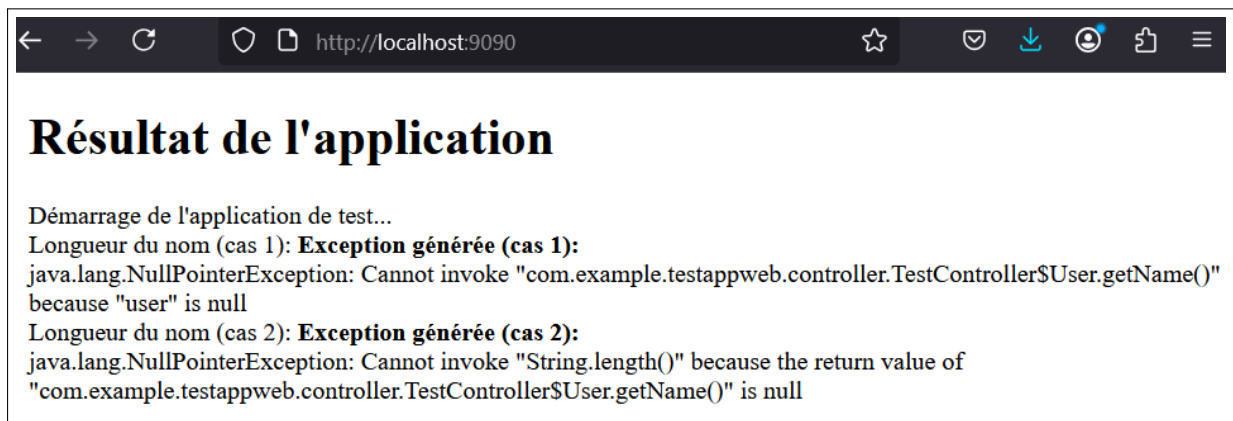 http://localhost:9090
Résultat de l'application
Démarrage de l'application de test...
Longueur du nom (cas 1): Exception générée (cas 1):
java.lang.NullPointerException: Cannot invoke "com.example.testappweb.controller.TestController$User.getName()"
because "user" is null
Longueur du nom (cas 2): Exception générée (cas 2):
java.lang.NullPointerException: Cannot invoke "String.length()" because the return value of
"com.example.testappweb.controller.TestController$User.getName()" is null